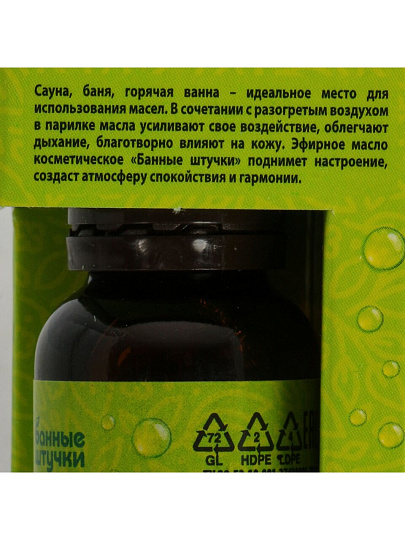 Сауна, баня, горячая ванна – идеальное место для
использования масел. В сочетании с разогретым воздухом
в парилке масла усиливают свое воздействие, облегчают
дыхание, благотворно влияют на кожу. Эфирное масло
косметическое «Банные штучки» поднимет настроение,
создаст атмосферу спокойствия и гармонии.
банные
штучки
72 2
GL HDPE LDPE